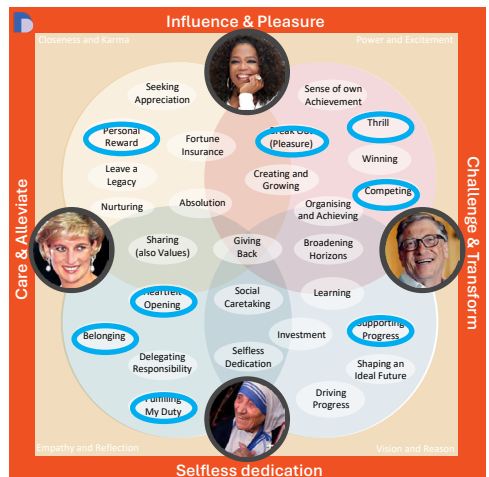 Influence & Pleasure
Closeness and Karma
Power and Excitement
Seeking
Appreciation
Sense of own
Achievement
Personal
Reward
Fortune
Insurance
Break Out
(Pleasure)
Thrill
Winning
Leave a
Legacy
Creating and
Growing
Competing
Nurturing
Absolution
Organising
and Achieving
Care & Alleviate
Challenge & Transform
Sharing
(also Values)
Giving
Back
Broadening
Horizons
Heartfelt
Opening
Social
Caretaking
Learning
Belonging
Investment
Supporting
Progress
Delegating
Responsibility
Selfless
Dedication
Shaping an
Ideal Future
Fulfilling
My Duty
Driving
Progress
Empathy and Reflection
Vision and Reason
Selfless dedication